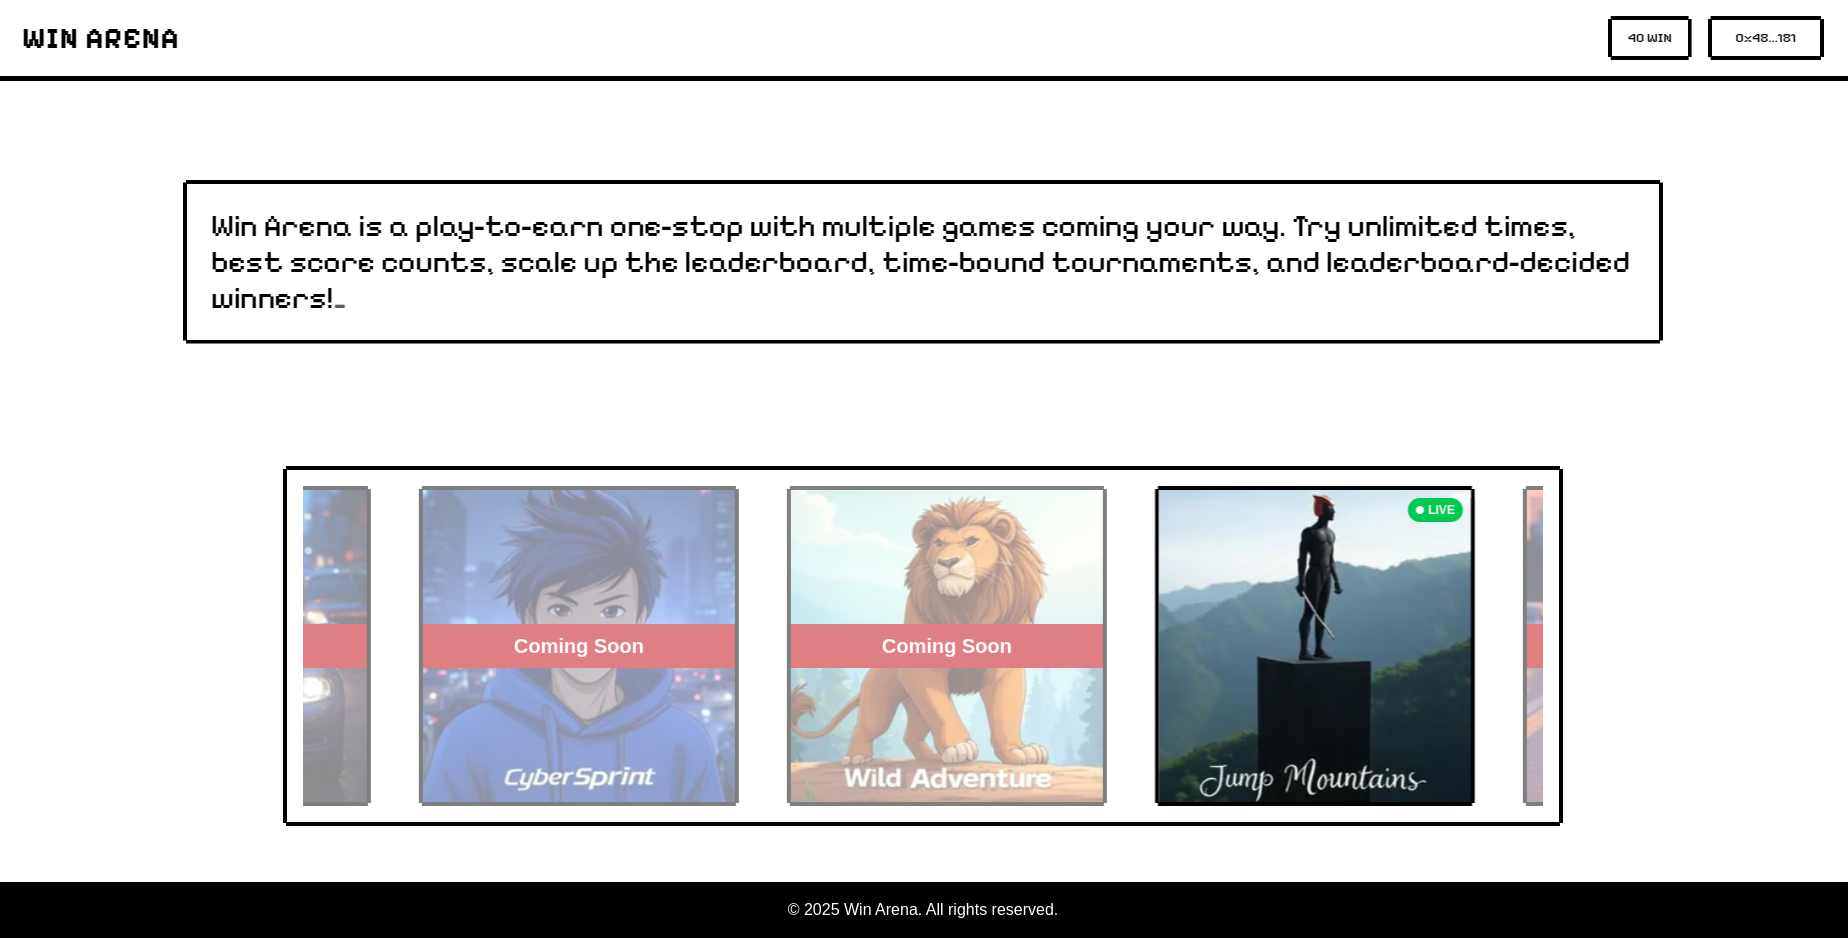 WIN ARENA
40 WIN
0x48...181
Win Arena is a play-to-earn one-stop with multiple games coming your way. Try unlimited times,
best score counts, scale up the leaderboard, time-bound tournaments, and leaderboard-decided
winners!_
LIVE
Coming Soon
Coming Soon
CyberSprint
Wild Adventure
Jump Mountains
© 2025 Win Arena. All rights reserved.